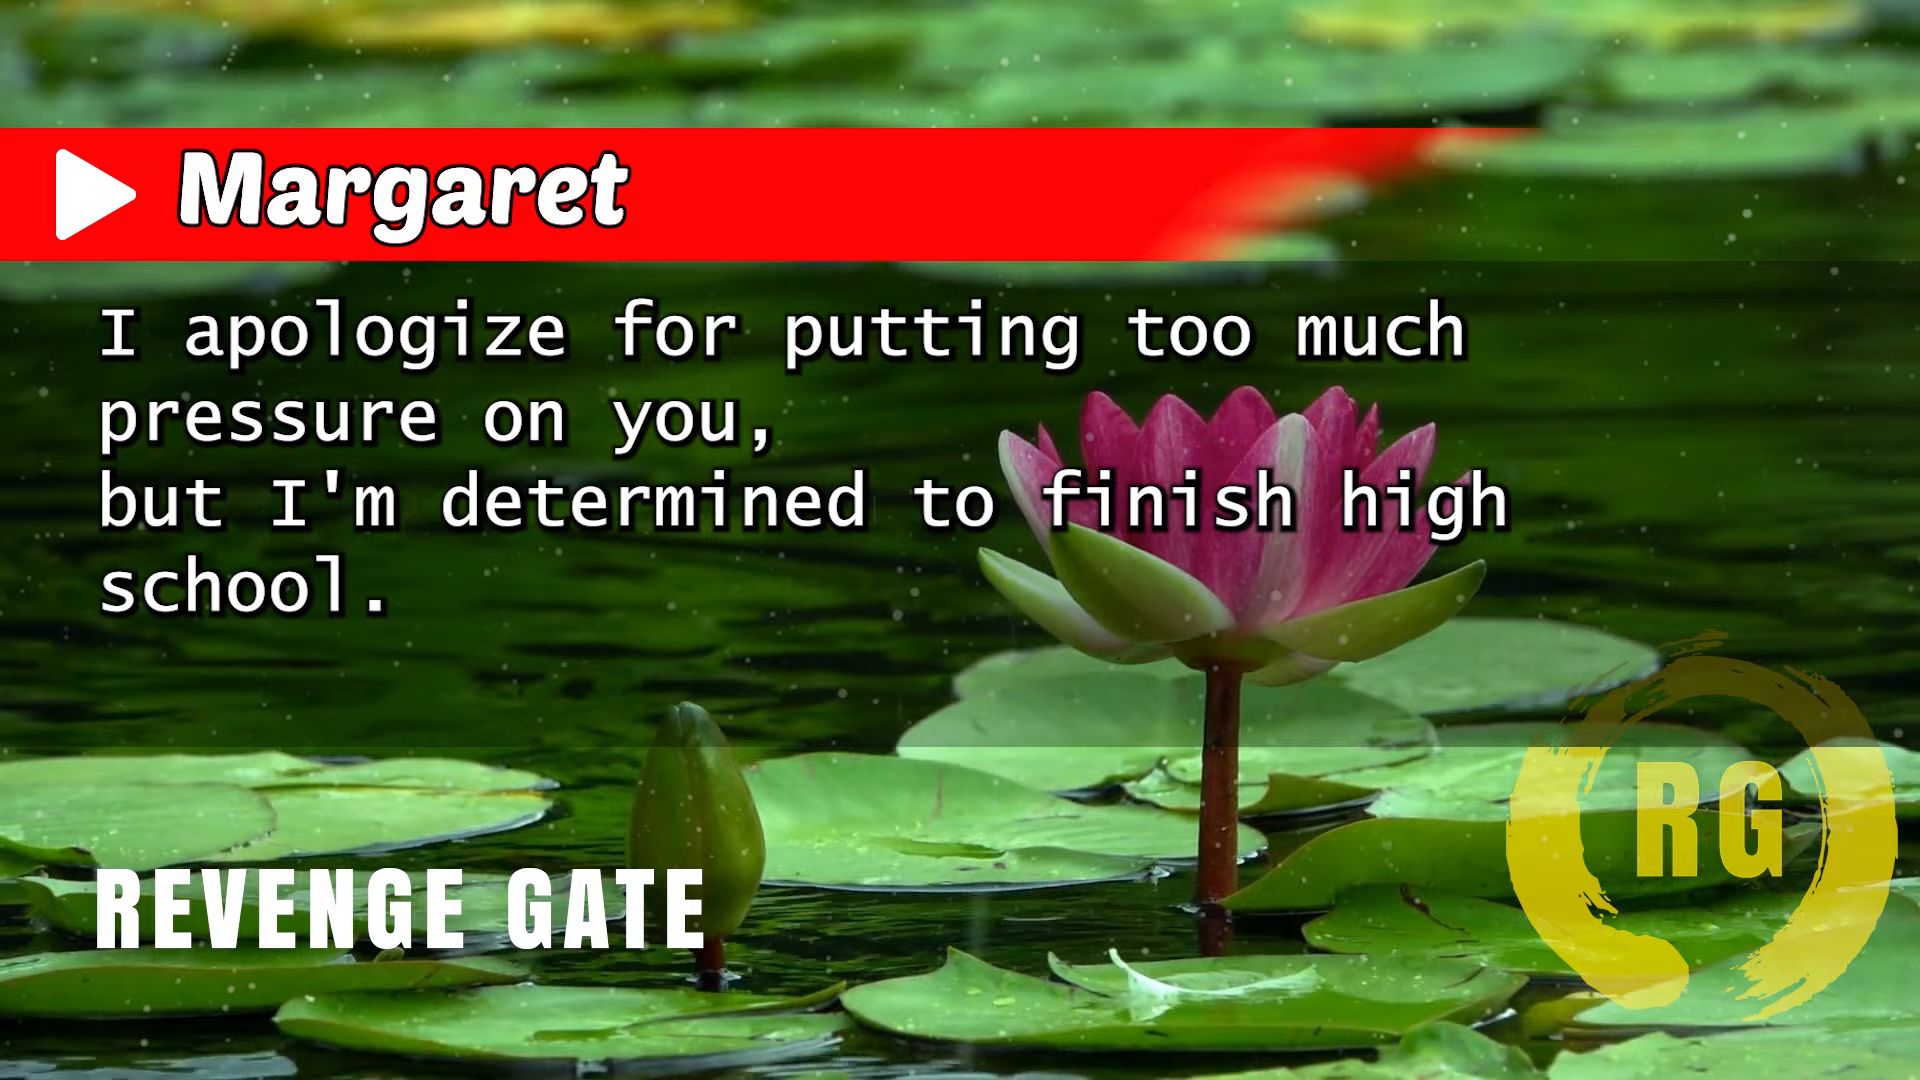 Margaret
I apologize for putting too much
pressure on you,
but I'm determined to finish high
school.
RG
REVENGE GATE